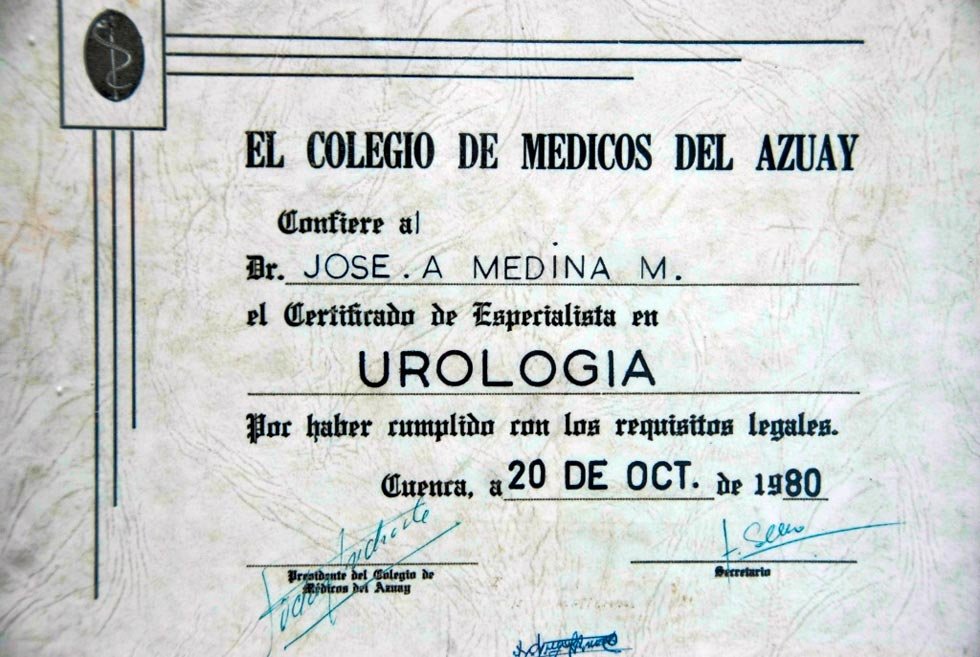 EL COLEGIO DE MEDICOS DEL AZUAY
Confiere al
Dr. JOSE. A MEDINA M.
el Certificado de Especialista en
UROLOGIA
Por haber cumplido con los requisitos legales.
Cuenca, a 20 DE OCT. de 1980
Presidente del Colegio de
Médicos del Azuay
Secretario